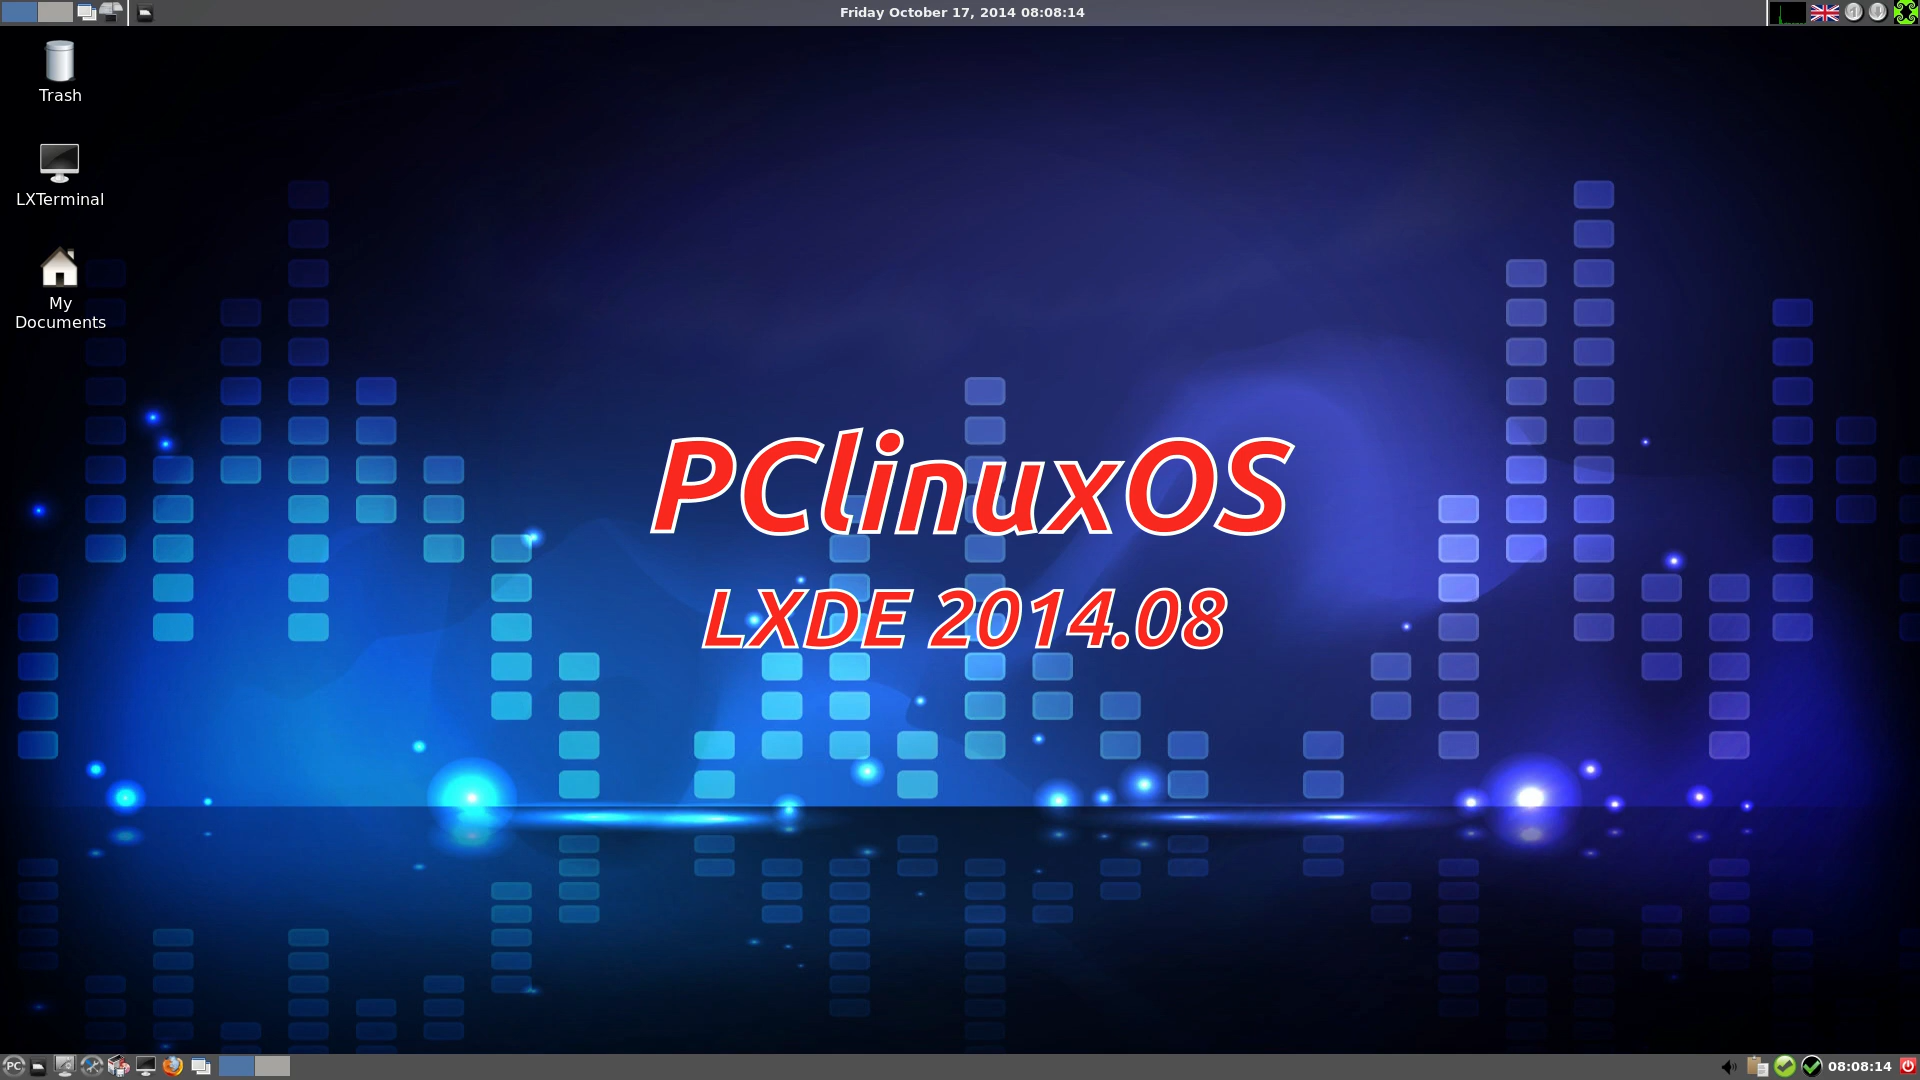 Friday October 17, 2014 08:08:14
Trash
LXTerminal
My
Documents
PClinuxOS
LXDE 2014.08
PC
08:08:14